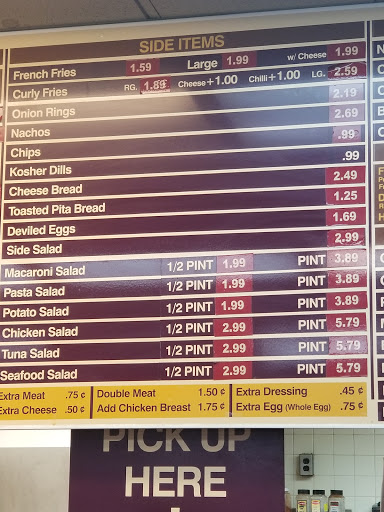 SIDE ITEMS
French Fries 1.59 Large 1.99 w/ Cheese 1.99
Curly Fries RG. 1.89 Cheese+1.00 Chilli+1.00 LG. 2.59
Onion Rings 2.19
Nachos 2.69
Chips .99
Kosher Dills .99
Cheese Bread 2.49
Toasted Pita Bread 1.25
Deviled Eggs 1.69
Side Salad 2.99
Macaroni Salad 1/2 PINT 1.99 PINT 3.89
Pasta Salad 1/2 PINT 1.99 PINT 3.89
Potato Salad 1/2 PINT 1.99 PINT 3.89
Chicken Salad 1/2 PINT 2.99 PINT 5.79
Tuna Salad 1/2 PINT 2.99 PINT 5.79
Seafood Salad 1/2 PINT 2.99 PINT 5.79
Extra Meat .75 ¢ Double Meat 1.50 ¢ Extra Dressing .45 ¢
Extra Cheese .50 ¢ Add Chicken Breast 1.75 ¢ Extra Egg (Whole Egg) .75 ¢
PICK UP
HERE